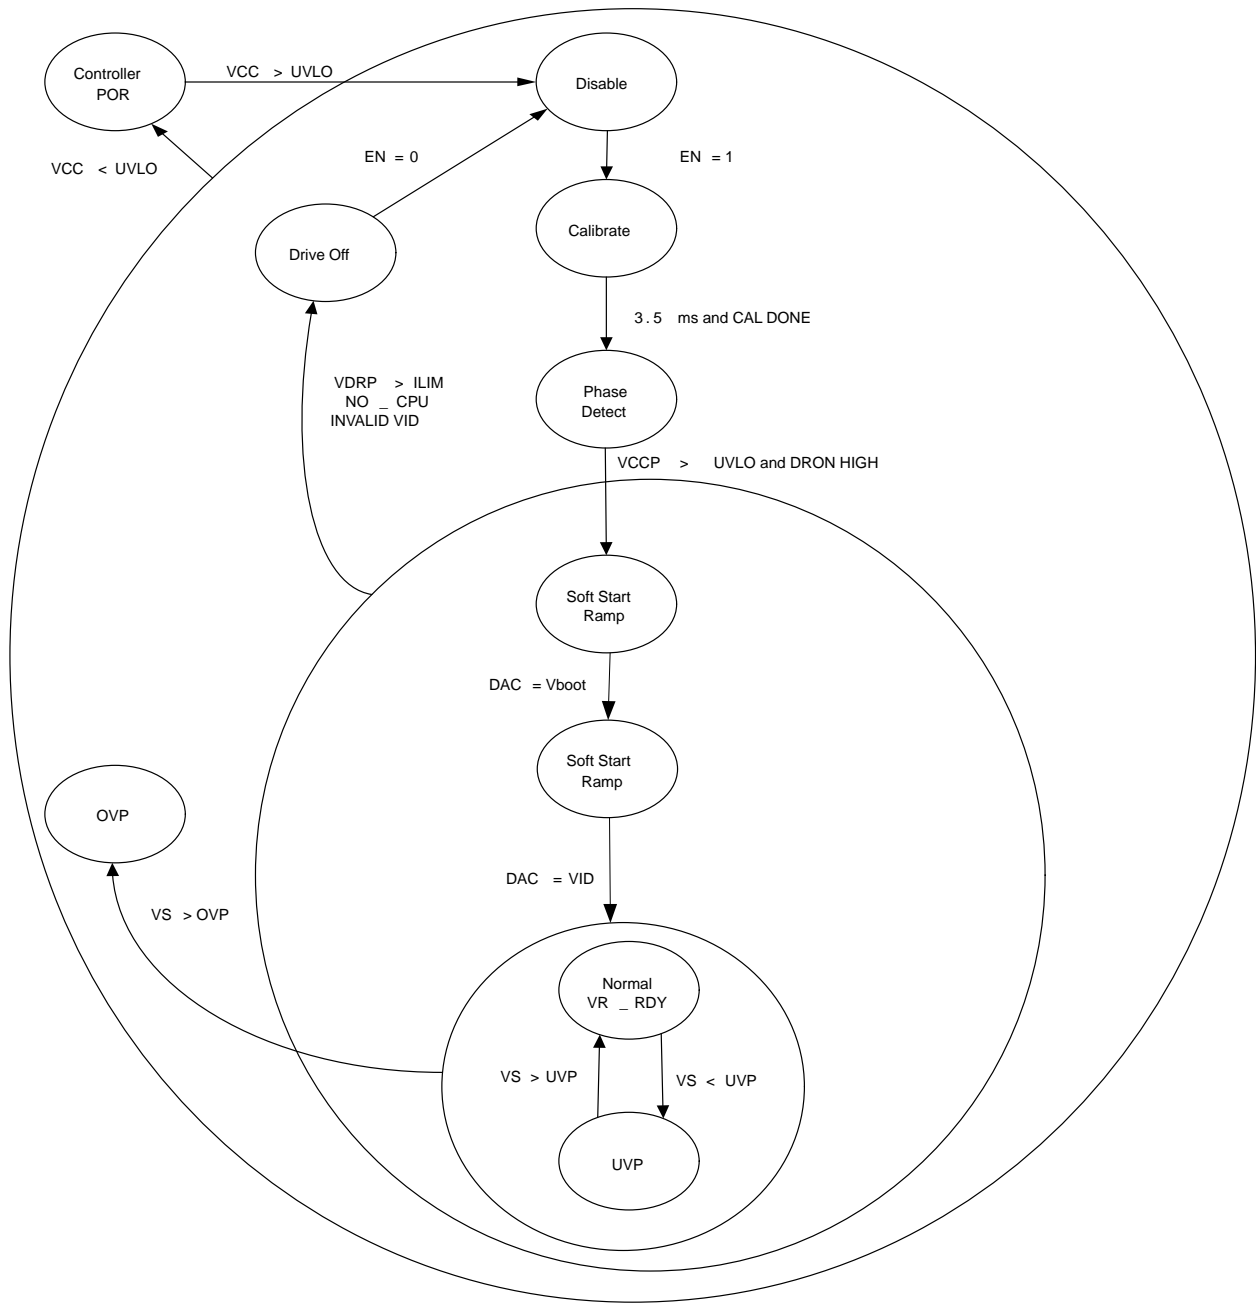 Controller
POR
VCC > UVLO
Disable
VCC < UVLO
EN = 0
EN = 1
Calibrate
Drive Off
3.5 ms and CAL DONE
VDRP > ILIM
NO _ CPU
INVALID VID
Phase
Detect
VCCP > UVLO and DRON HIGH
Soft Start
Ramp
DAC = Vboot
Soft Start
Ramp
OVP
DAC = VID
VS > OVP
Normal
VR _ RDY
VS > UVP
VS < UVP
UVP